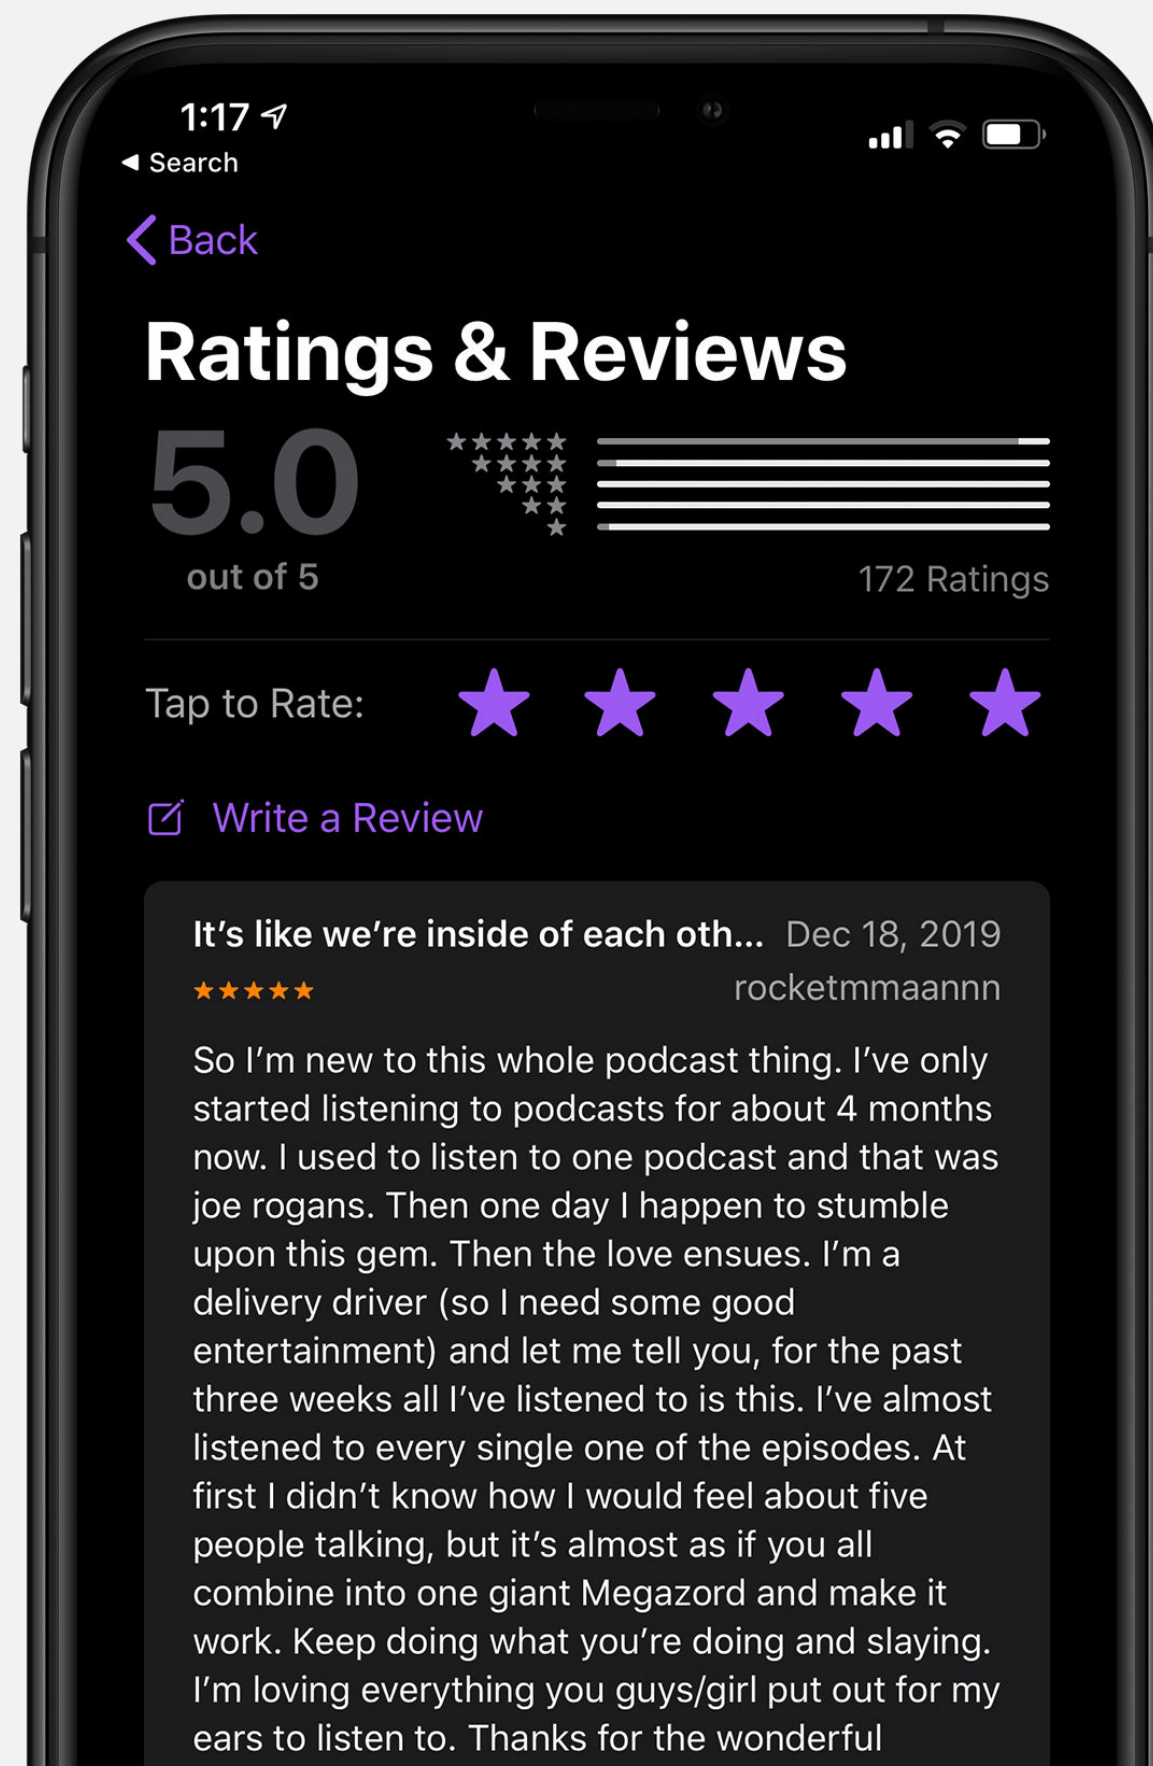 1:17
Search
Back
Ratings & Reviews
5.0
out of 5
172 Ratings
Tap to Rate:
Write a Review
It’s like we’re inside of each oth... Dec 18, 2019
rocketmmaannn
So I’m new to this whole podcast thing. I’ve only
started listening to podcasts for about 4 months
now. I used to listen to one podcast and that was
joe rogans. Then one day I happen to stumble
upon this gem. Then the love ensues. I’m a
delivery driver (so I need some good
entertainment) and let me tell you, for the past
three weeks all I’ve listened to is this. I’ve almost
listened to every single one of the episodes. At
first I didn’t know how I would feel about five
people talking, but it’s almost as if you all
combine into one giant Megazord and make it
work. Keep doing what you’re doing and slaying.
I’m loving everything you guys/girl put out for my
ears to listen to. Thanks for the wonderful